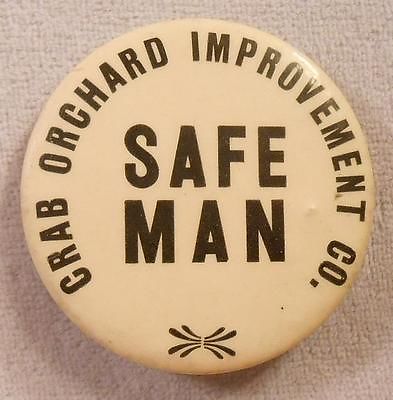 CRAB ORCHARD IMPROVEMENT CO.
SAFE
MAN